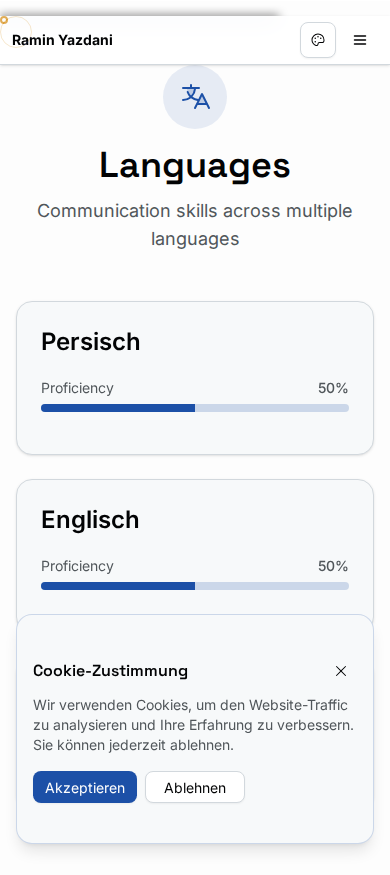 Ramin Yazdani
Languages
Communication skills across multiple
languages
Persisch
Proficiency 50%
Englisch
Proficiency 50%
Cookie-Zustimmung
Wir verwenden Cookies, um den Website-Traffic
zu analysieren und Ihre Erfahrung zu verbessern.
Sie können jederzeit ablehnen.
Akzeptieren Ablehnen